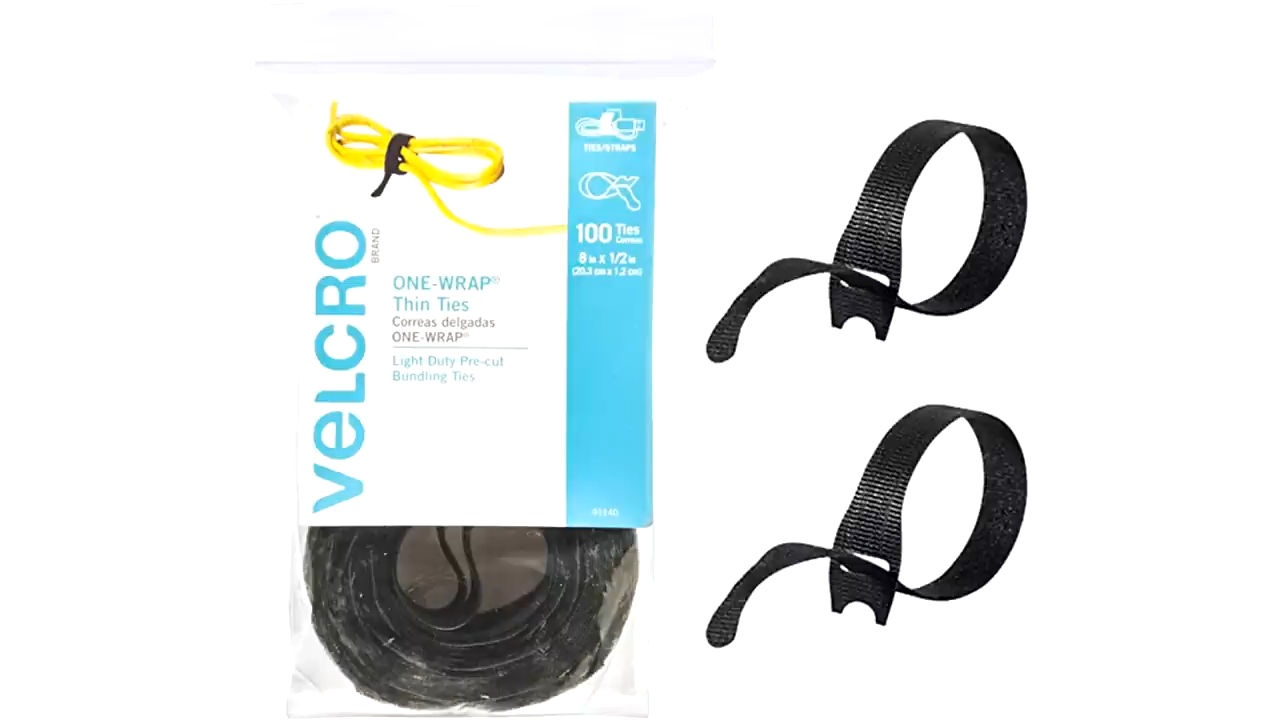 VELCRO
BRAND
ONE-WRAP®
Thin Ties
Correas delgadas
ONE-WRAP®
Light Duty Pre-cut
Bundling Ties
TIES/STRAPS
100 Ties
Correas
8 in x 1/2 in
(20.3 cm x 1.2 cm)
91140